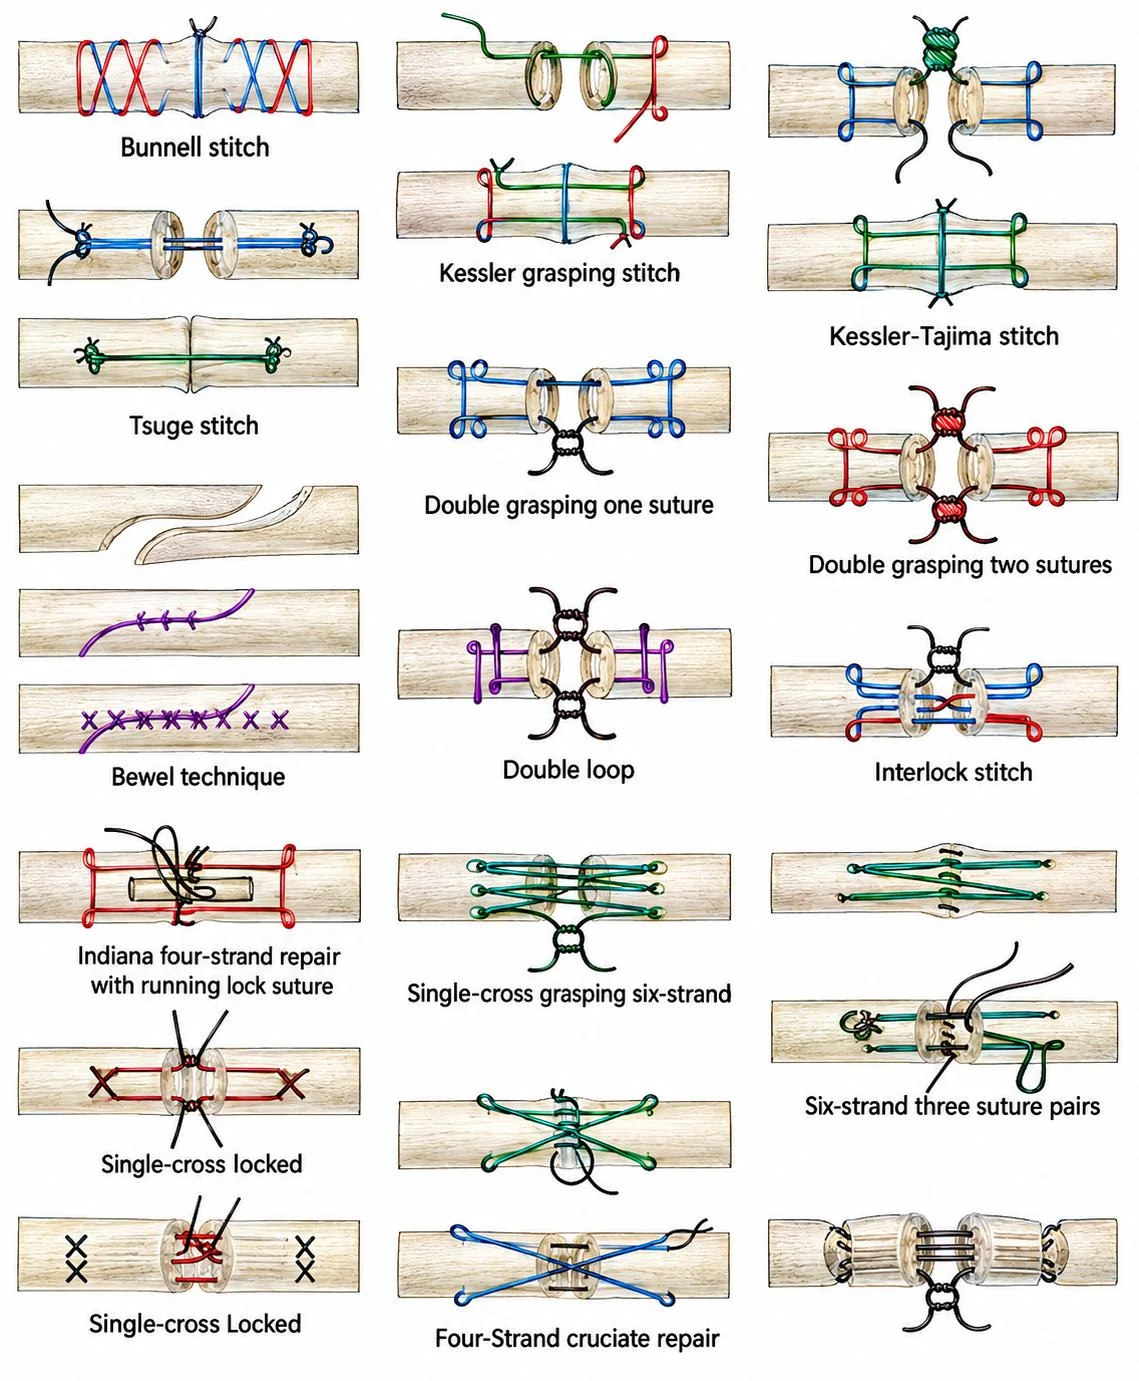 Bunnell stitch
Kessler grasping stitch
Kessler-Tajima stitch
Tsuge stitch
Double grasping one suture
Double grasping two sutures
Bewel technique
Double loop
Interlock stitch
Indiana four-strand repair
with running lock suture
Single-cross grasping six-strand
Six-strand three suture pairs
Single-cross locked
Single-cross Locked
Four-Strand cruciate repair